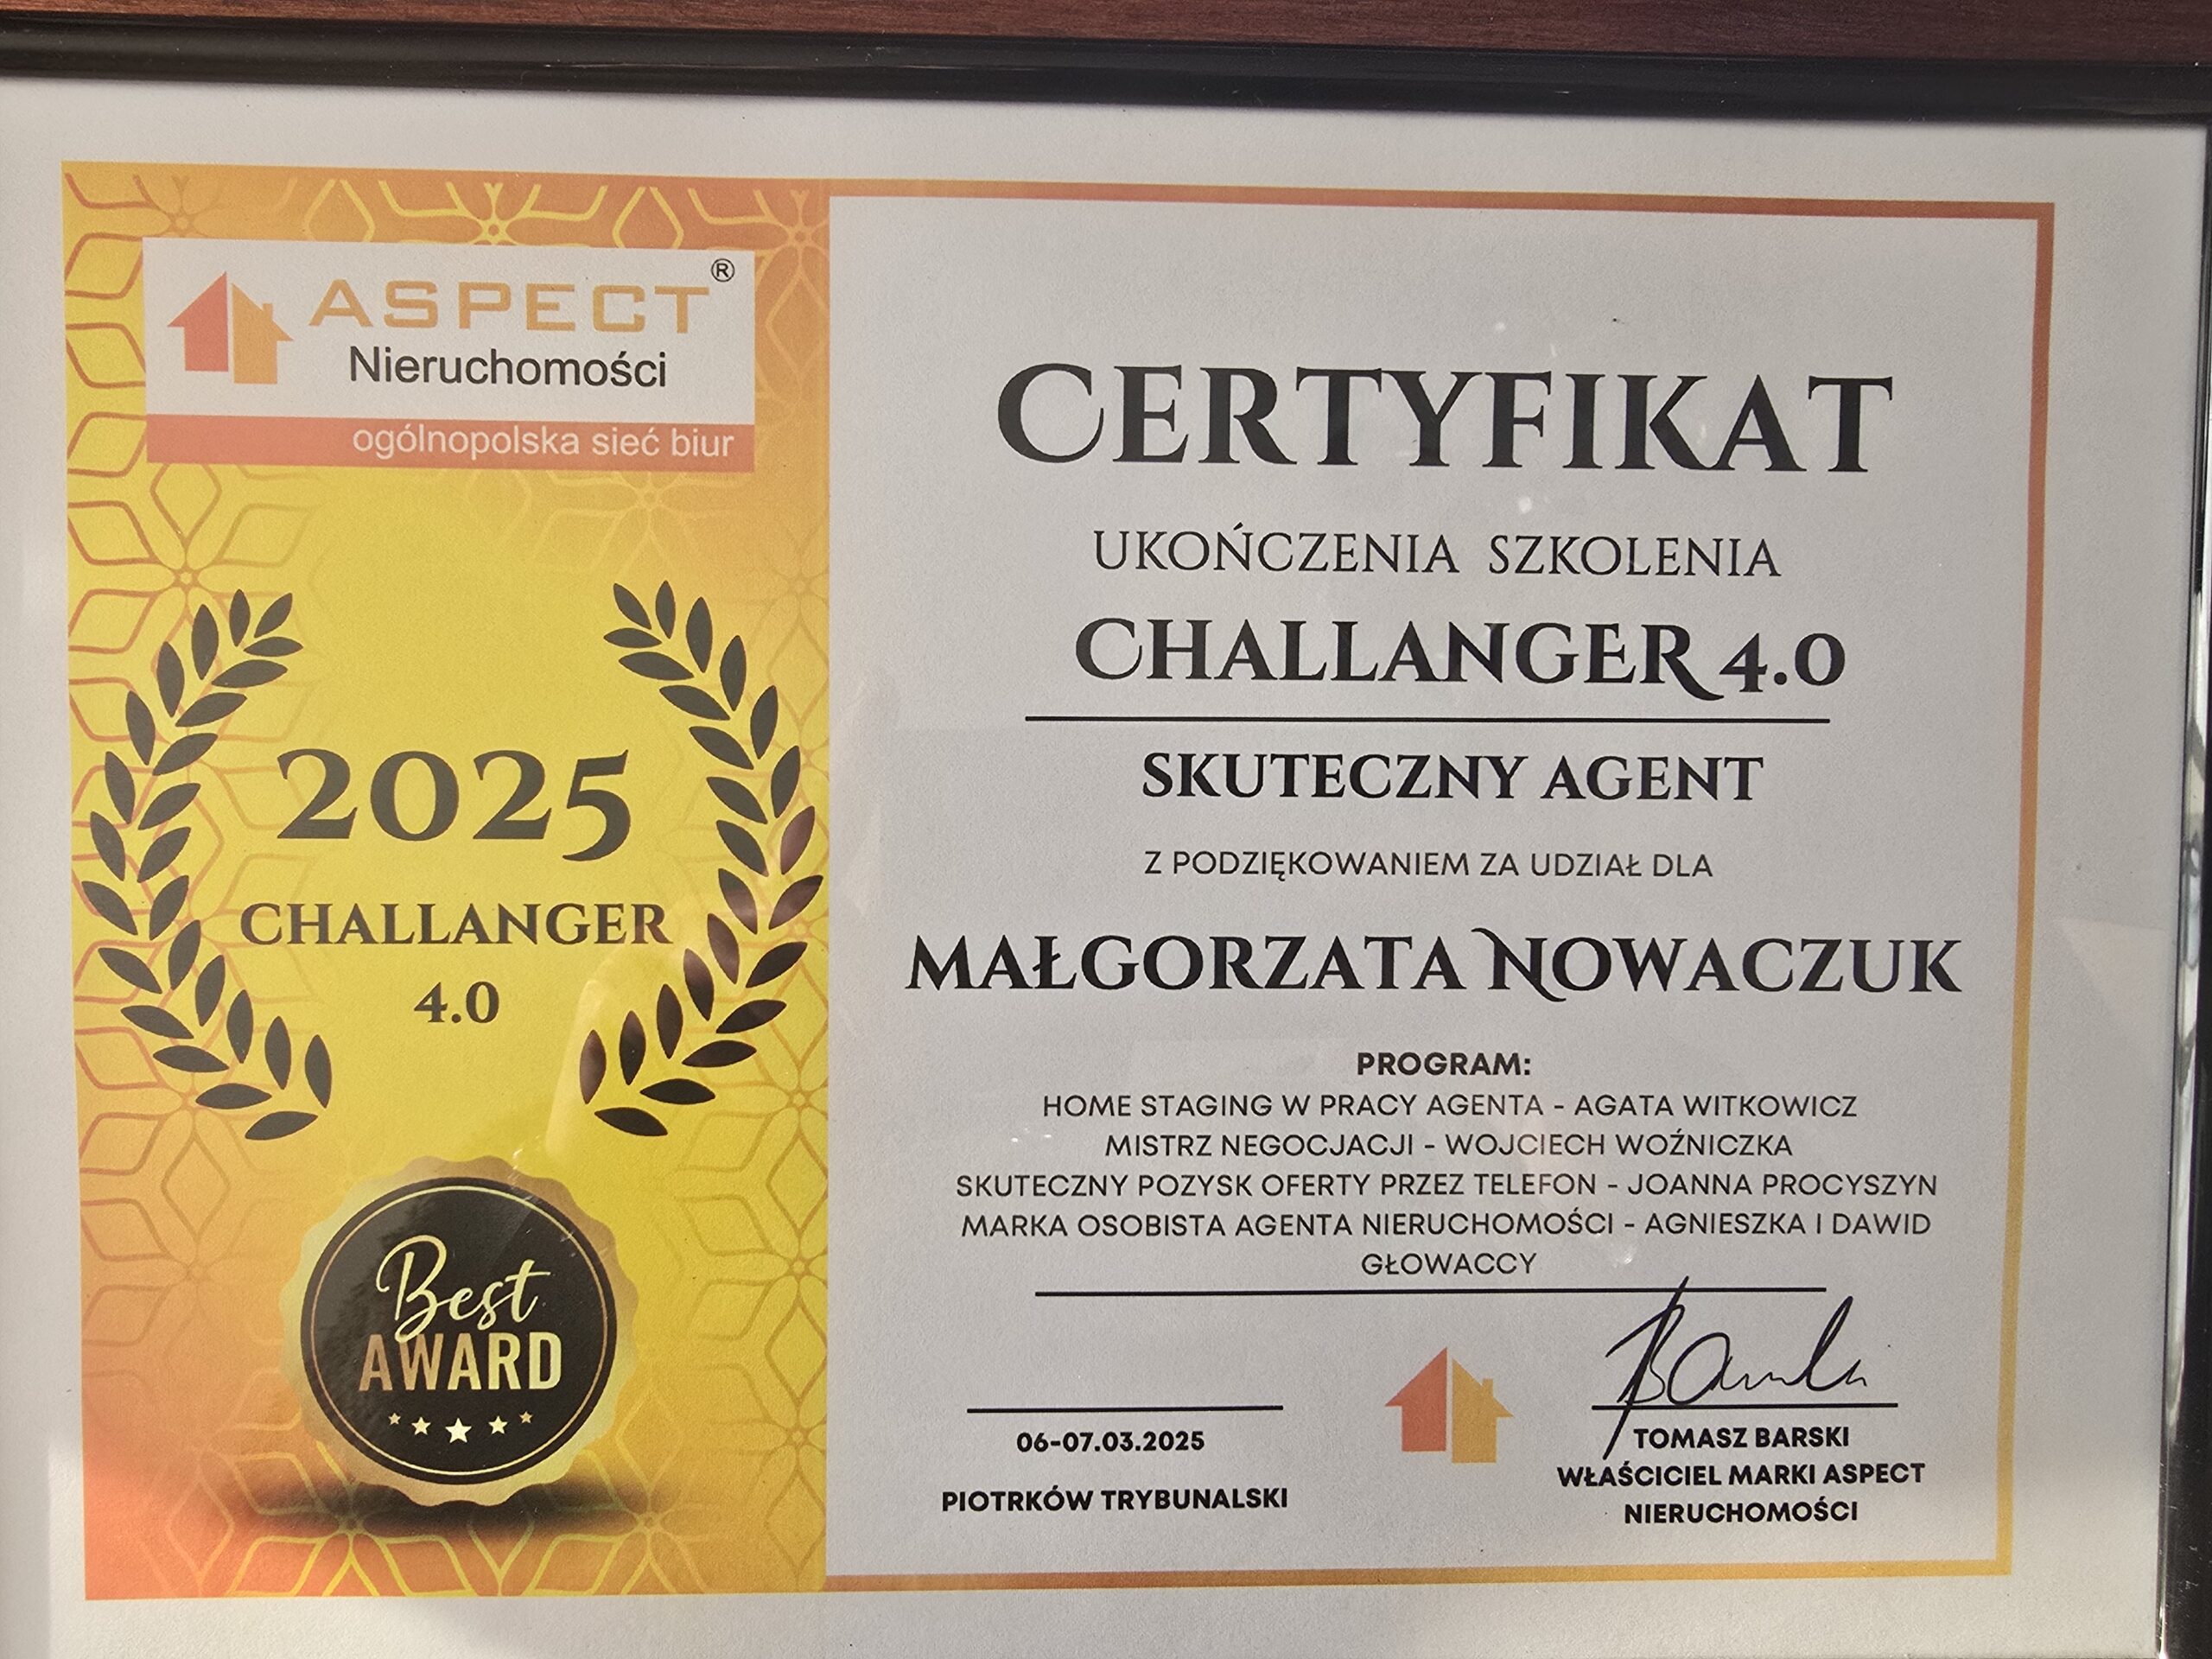 ASPECT®
Nieruchomości
ogólnopolska sieć biur
2025
CHALLANGER
4.0
Best
AWARD
CERTYFIKAT
UKOŃCZENIA SZKOLENIA
CHALLANGER 4.0
SKUTECZNY AGENT
Z PODZIĘKOWANIEM ZA UDZIAŁ DLA
MAŁGORZATA NOWACZUK
PROGRAM:
HOME STAGING W PRACY AGENTA - AGATA WITKOWICZ
MISTRZ NEGOCJACJI - WOJCIECH WOŹNICZKA
SKUTECZNY POZYSK OFERTY PRZEZ TELEFON - JOANNA PROCYSZYN
MARKA OSOBISTA AGENTA NIERUCHOMOŚCI - AGNIESZKA I DAWID
GŁOWACCY
06-07.03.2025
PIOTRKÓW TRYBUNALSKI
TOMASZ BARSKI
WŁAŚCICIEL MARKI ASPECT
NIERUCHOMOŚCI